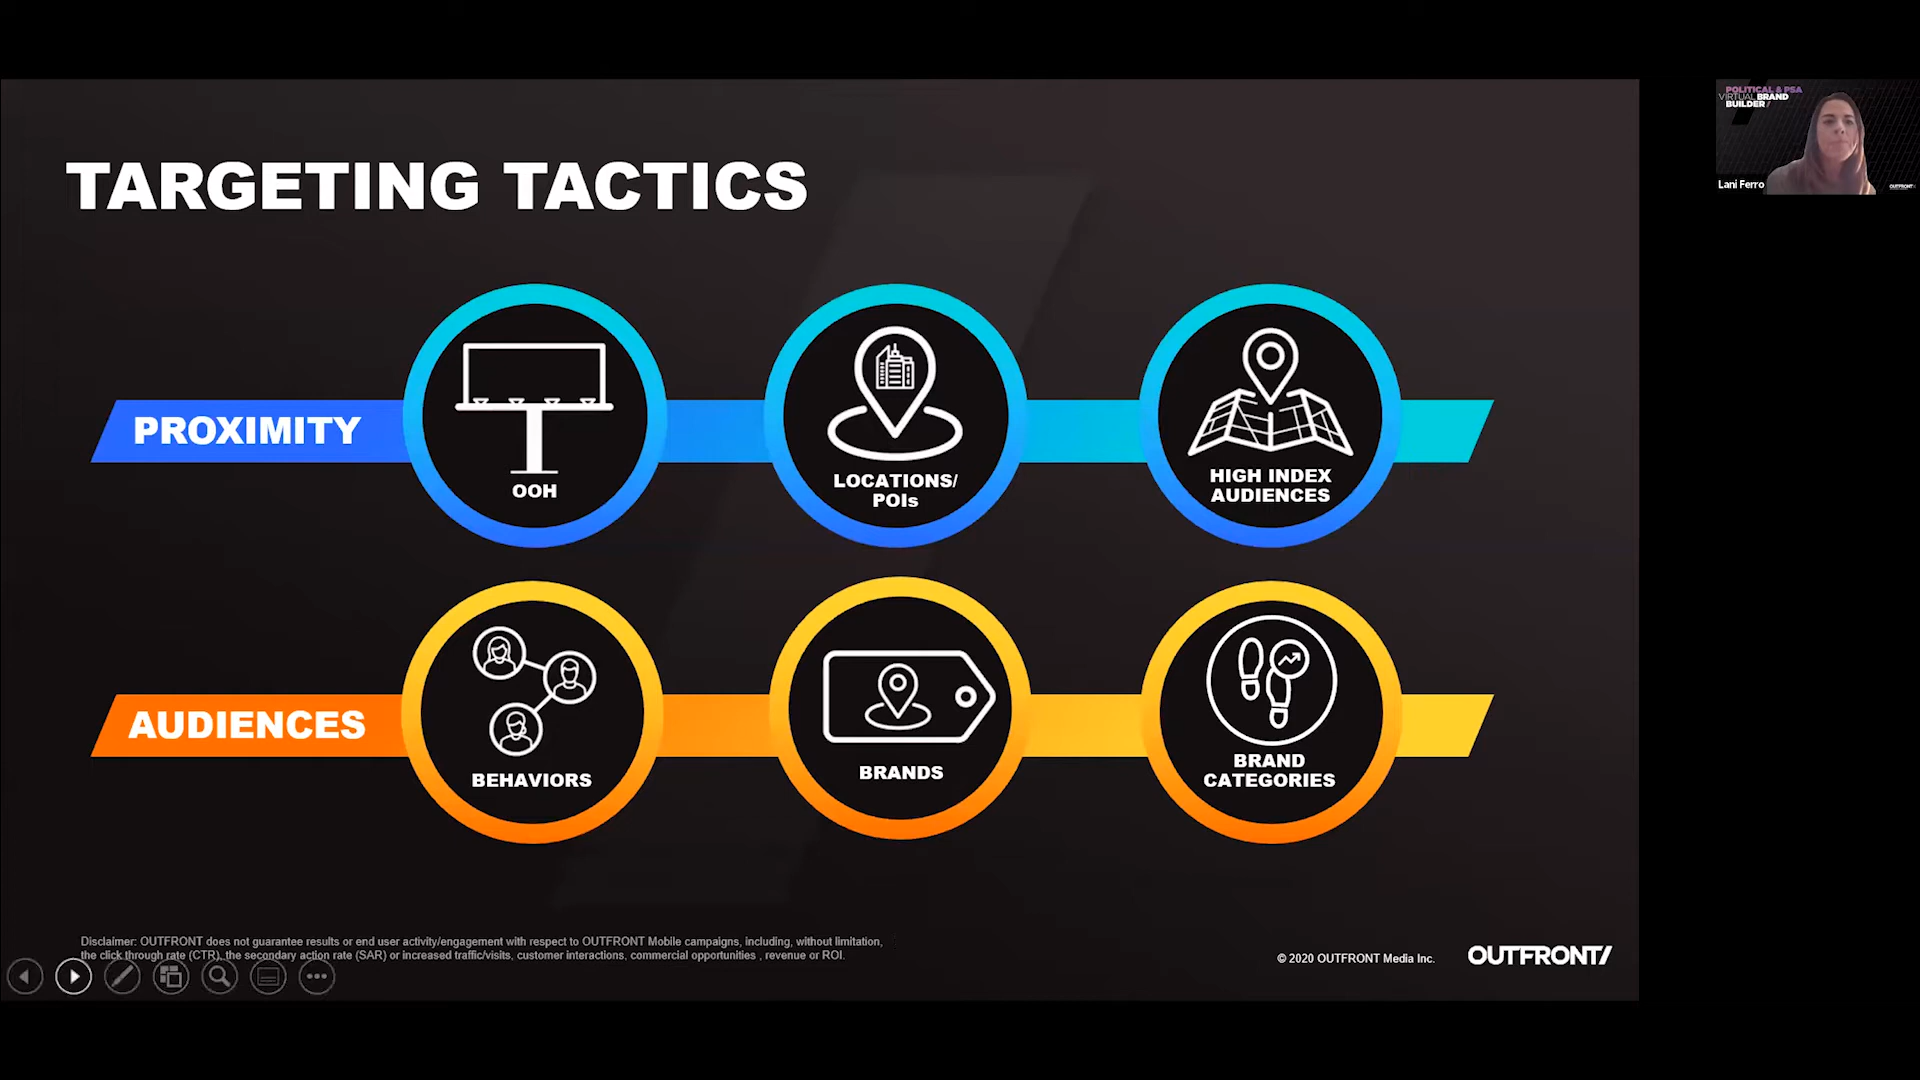 TARGETING TACTICS
PROXIMITY
OOH
LOCATIONS/
POIs
HIGH INDEX
AUDIENCES
AUDIENCES
BEHAVIORS
BRANDS
BRAND
CATEGORIES
Disclaimer: OUTFRONT does not guarantee results or end user activity/engagement with respect to OUTFRONT Mobile campaigns, including, without limitation,
the click through rate (CTR), the secondary action rate (SAR) or increased traffic/visits, customer interactions, commercial opportunities , revenue or ROI.
© 2020 OUTFRONT Media Inc.
OUTFRONT/
POLITICAL & PSA
VIRTUAL BRAND
BUILDER/
Lani Ferro
OUTFRONT/